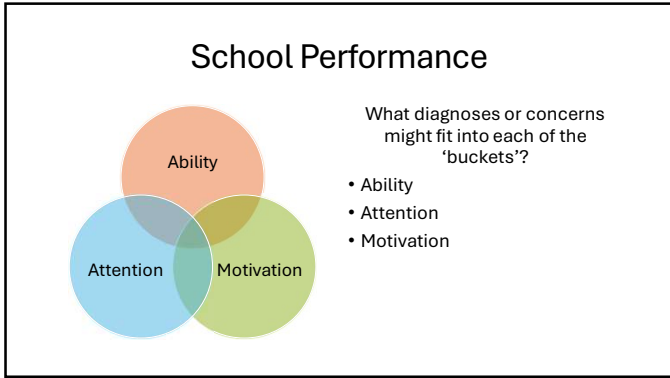 School Performance
Ability
Attention
Motivation
What diagnoses or concerns
might fit into each of the
‘buckets’?
• Ability
• Attention
• Motivation